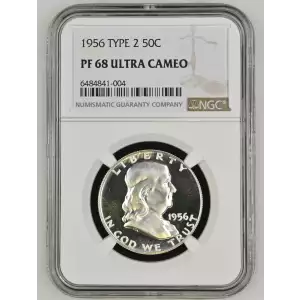 1956 TYPE 2 50C
PF 68 ULTRA CAMEO
6484841-004
NUMISMATIC GUARANTY COMPANY
NGC
LIBERTY
1956
IN GOD WE TRUST